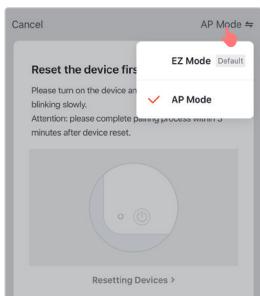 Cancel AP Mode ⇋
EZ Mode Default
AP Mode
Reset the device firs
Please turn on the device an
blinking slowly.
Attention: please complete pairing process within 3
minutes after device reset.
Resetting Devices >